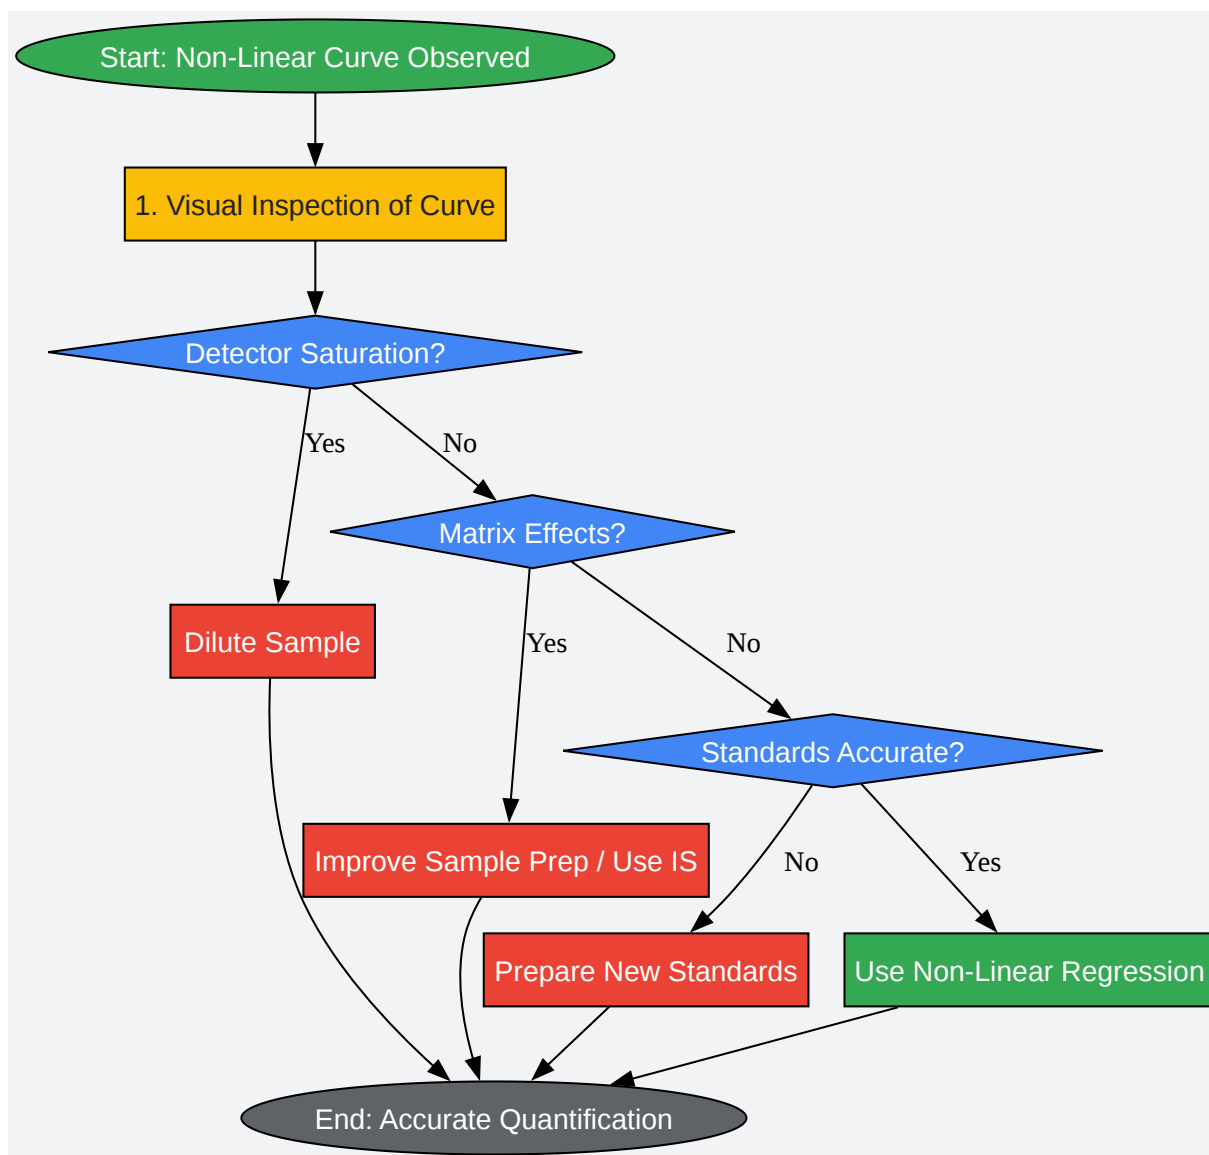 Start: Non-Linear Curve Observed
1. Visual Inspection of Curve
Detector Saturation?
Yes
No
Matrix Effects?
Dilute Sample
Yes
No
Standards Accurate?
Improve Sample Prep / Use IS
No
Yes
Prepare New Standards
Use Non-Linear Regression
End: Accurate Quantification